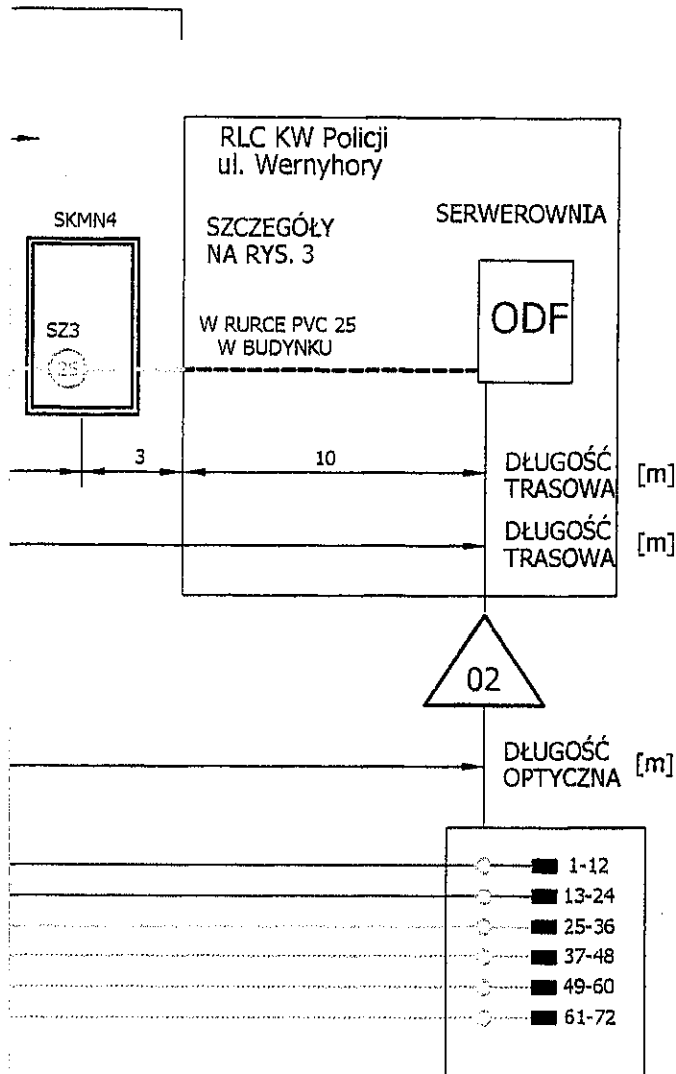 RLC KW Policji
ul. Wernyhory
SKMN4
SZCZEGÓŁY
NA RYS. 3
SERWEROWNIA
SZ3
25
W RURCE PVC 25
W BUDYNKU
ODF
3
10
DŁUGOŚĆ
TRASOWA [m]
DŁUGOŚĆ
TRASOWA [m]
02
DŁUGOŚĆ
OPTYCZNA [m]
1-12
13-24
25-36
37-48
49-60
61-72